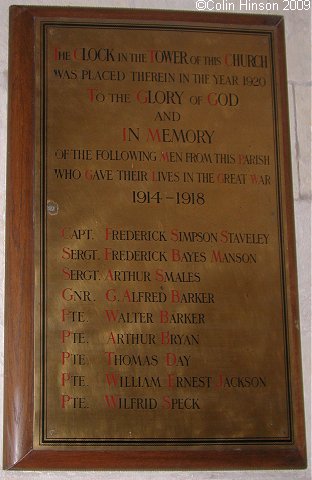 ©Colin Hinson 2009
THE CLOCK IN THE TOWER OF THIS CHURCH
WAS PLACED THEREIN IN THE YEAR 1920
TO THE GLORY OF GOD
AND
IN MEMORY
OF THE FOLLOWING MEN FROM THIS PARISH
WHO GAVE THEIR LIVES IN THE GREAT WAR
1914-1918
CAPT. FREDERICK SIMPSON STAVELEY
SERGT. FREDERICK BAYES MANSON
SERGT. ARTHUR SMALES
GNR. G. ALFRED BARKER
PTE. WALTER BARKER
PTE. ARTHUR BRYAN
PTE. THOMAS DAY
PTE. WILLIAM ERNEST JACKSON
PTE. WILFRID SPECK